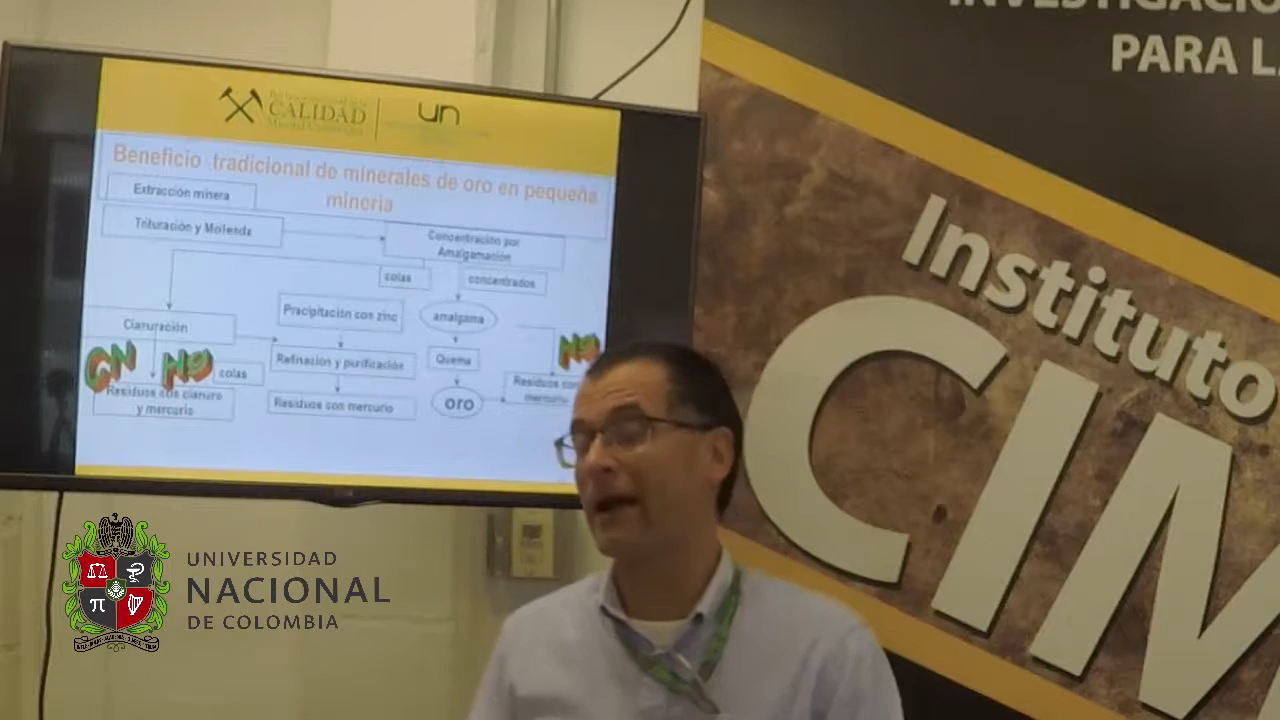 INVESTIGACIO
PARA LA
Instituto
CIM
CALIDAD
un
Beneficio tradicional de minerales de oro en pequeña
mineria
Extracción minera
Trituración y Molienda
Concentración por
Amalgamación
colas
concentrados
Precipitación con zinc
amalgama
Cianuración
CN
Hg
Hg
colas
Refinación y purificación
Quema
Residuos con cianuro
y mercurio
Residuos con mercurio
oro
Residuos con
mercurio
UNIVERSIDAD
NACIONAL
DE COLOMBIA